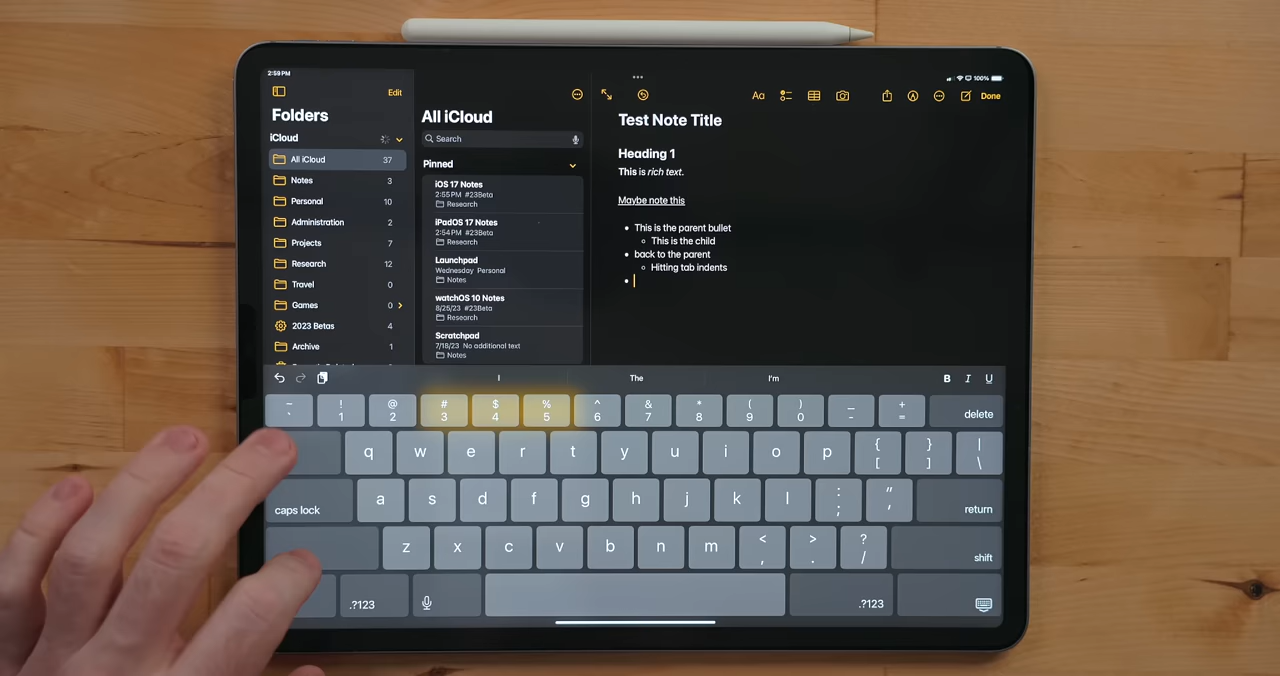 2:59 PM
100%
Edit
Folders
iCloud
All iCloud 37
Notes 3
Personal 10
Administration 2
Projects 7
Research 12
Travel 0
Games 0
2023 Betas 4
Archive 1
All iCloud
Search
Pinned
iOS 17 Notes
2:55 PM #23Beta
Research
iPadOS 17 Notes
2:54 PM #23Beta
Research
Launchpad
Wednesday Personal
Notes
watchOS 10 Notes
8/25/23 #23Beta
Research
Scratchpad
7/18/23 No additional text
Notes
Aa
Done
Test Note Title
Heading 1
This is rich text.
Maybe note this
• This is the parent bullet
◦ This is the child
• back to the parent
◦ Hitting tab indents
•
I The I'm B I U
~ ! @ # $ % ^ & * ( ) _ +
` 1 2 3 4 5 6 7 8 9 0 - = delete
q w e r t y u i o p { } |
[ ] \
a s d f g h j k l : "
caps lock ; ' return
z x c v b n m < > ?
, . / shift
.?123 .?123